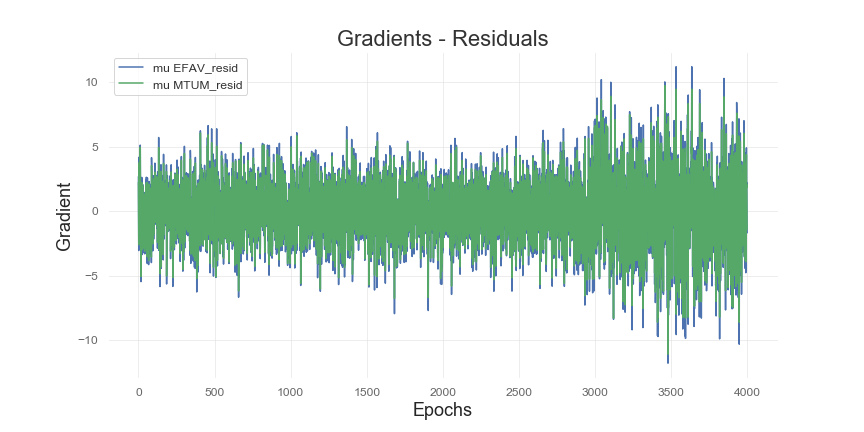 Gradients - Residuals
mu EFAV_resid
mu MTUM_resid
10
5
0
−5
−10
Gradient
0 500 1000 1500 2000 2500 3000 3500 4000
Epochs